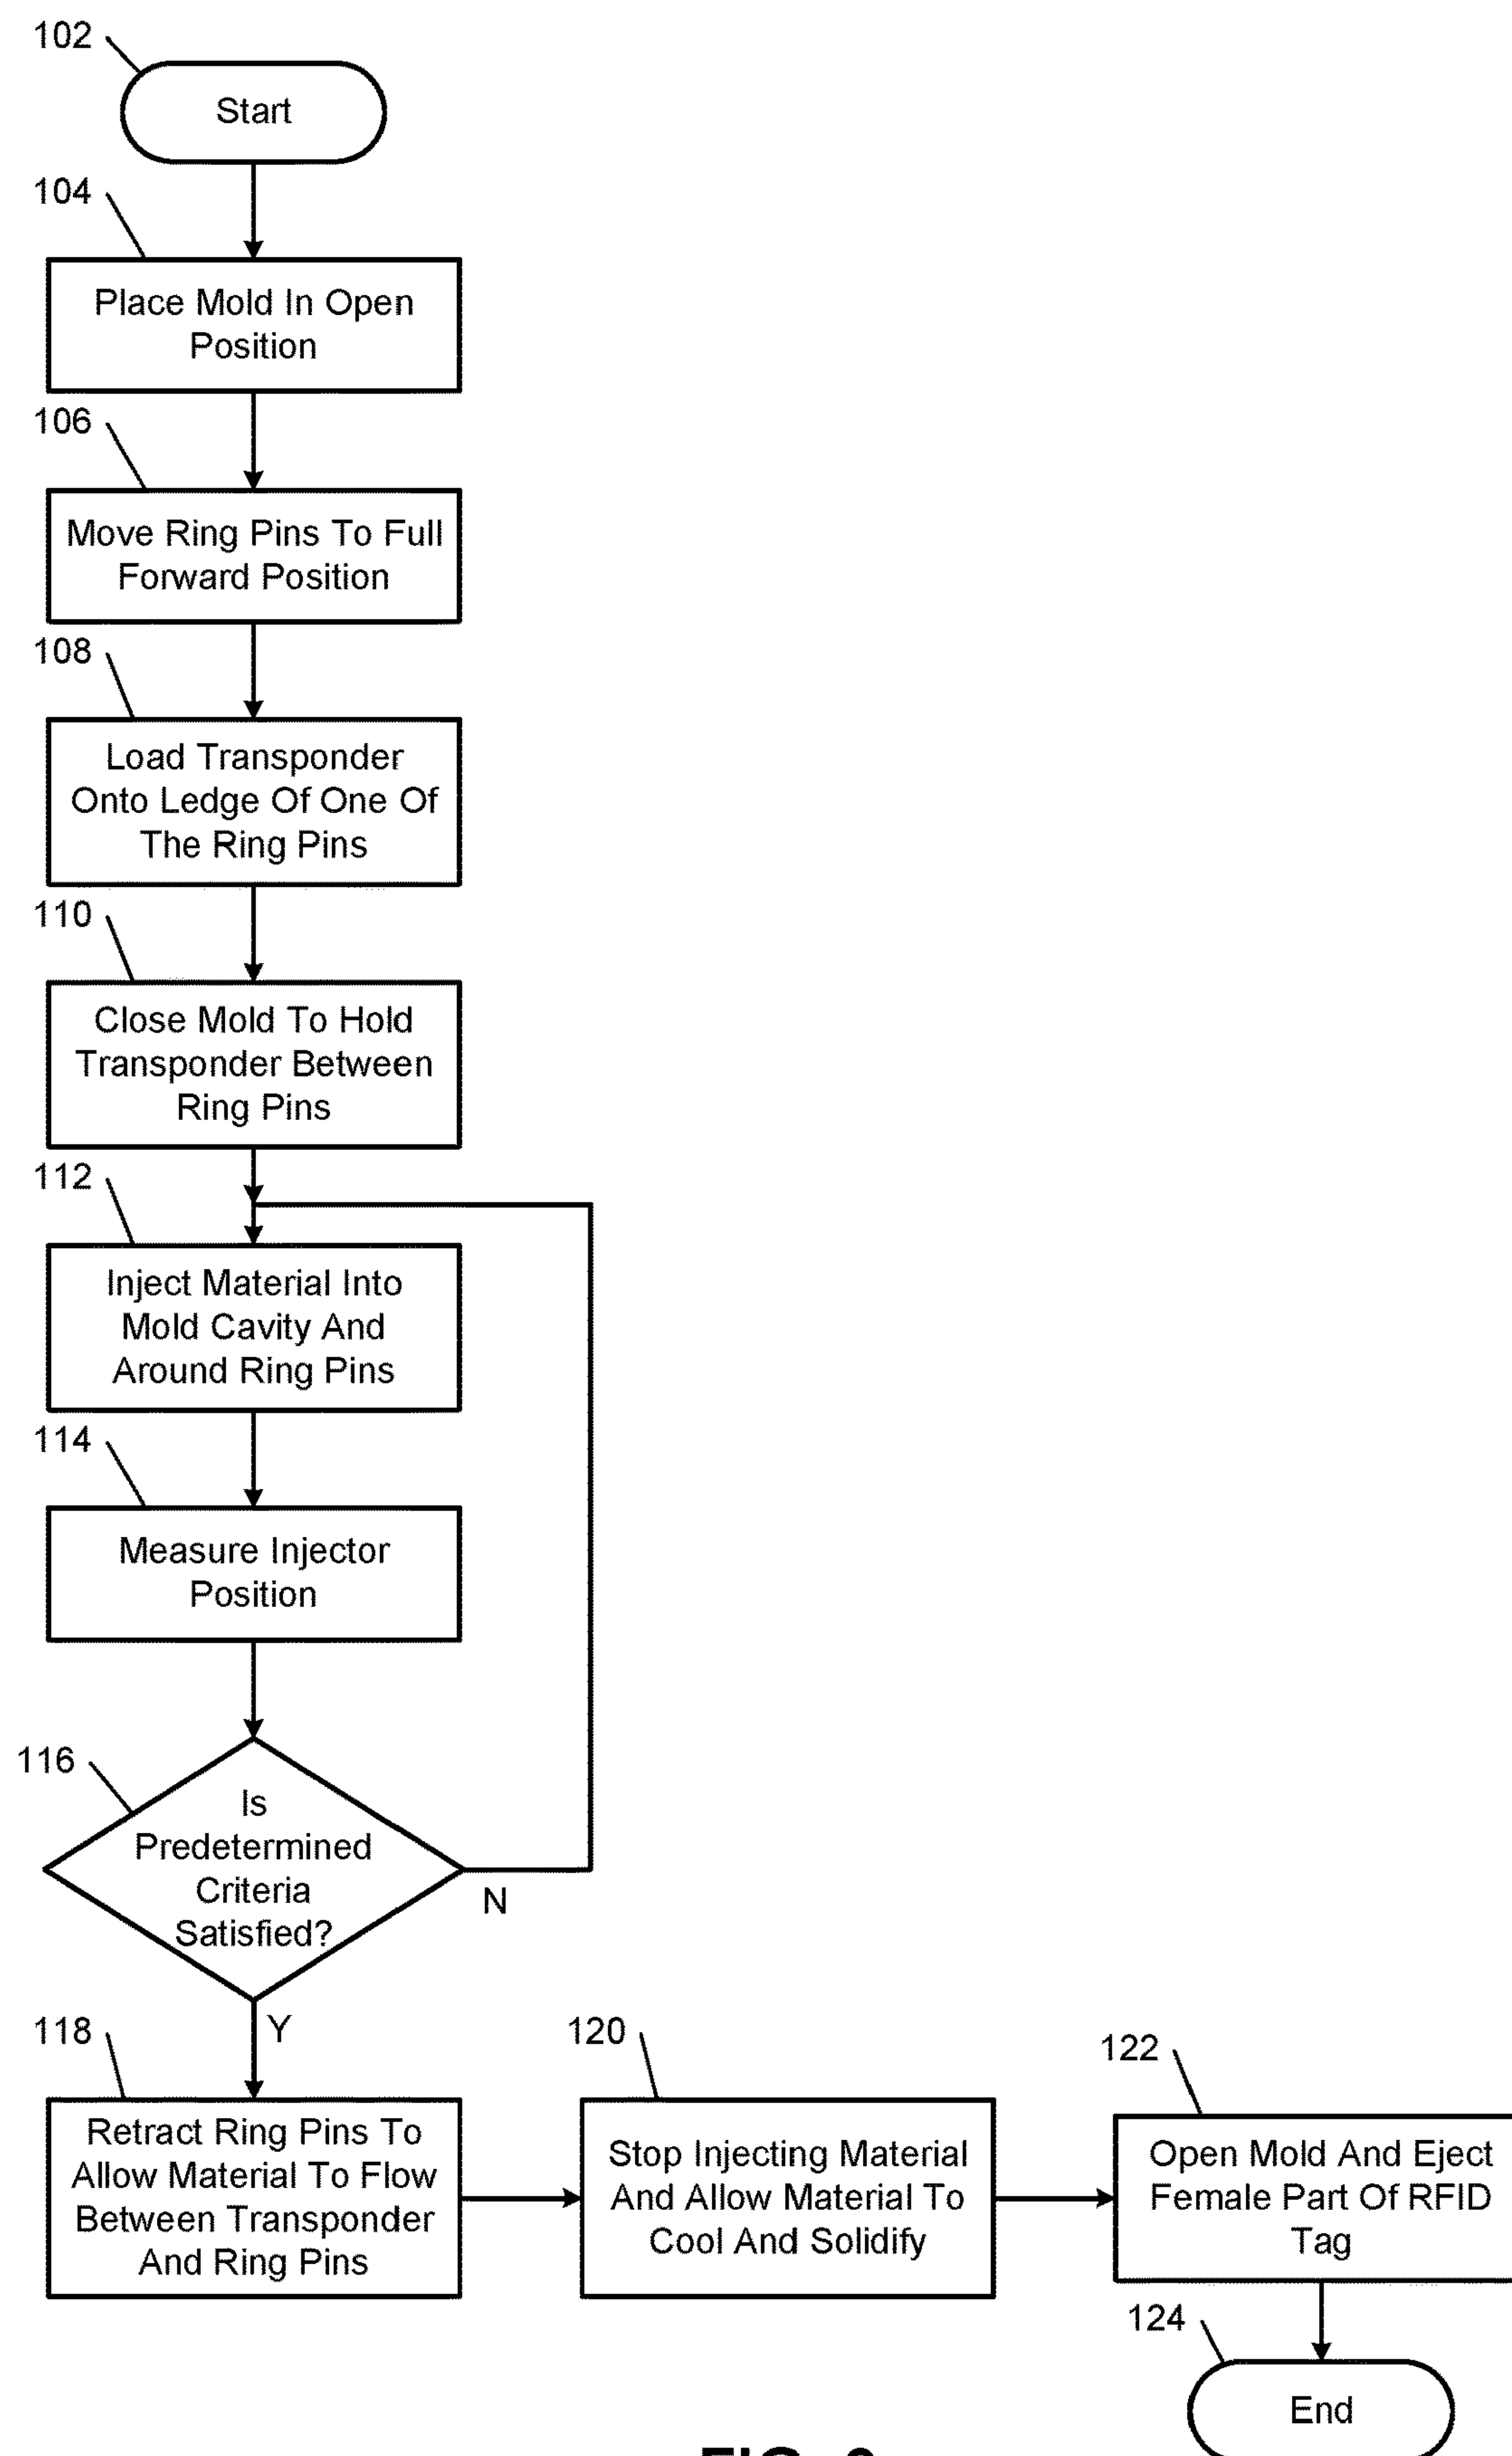 102
Start
104
Place Mold In Open
Position
106
Move Ring Pins To Full
Forward Position
108
Load Transponder
Onto Ledge Of One Of
The Ring Pins
110
Close Mold To Hold
Transponder Between
Ring Pins
112
Inject Material Into
Mold Cavity And
Around Ring Pins
114
Measure Injector
Position
116
Is
Predetermined
Criteria
Satisfied?
N
Y
118
Retract Ring Pins To
Allow Material To Flow
Between Transponder
And Ring Pins
120
Stop Injecting Material
And Allow Material To
Cool And Solidify
122
Open Mold And Eject
Female Part Of RFID
Tag
124
End
FIG.